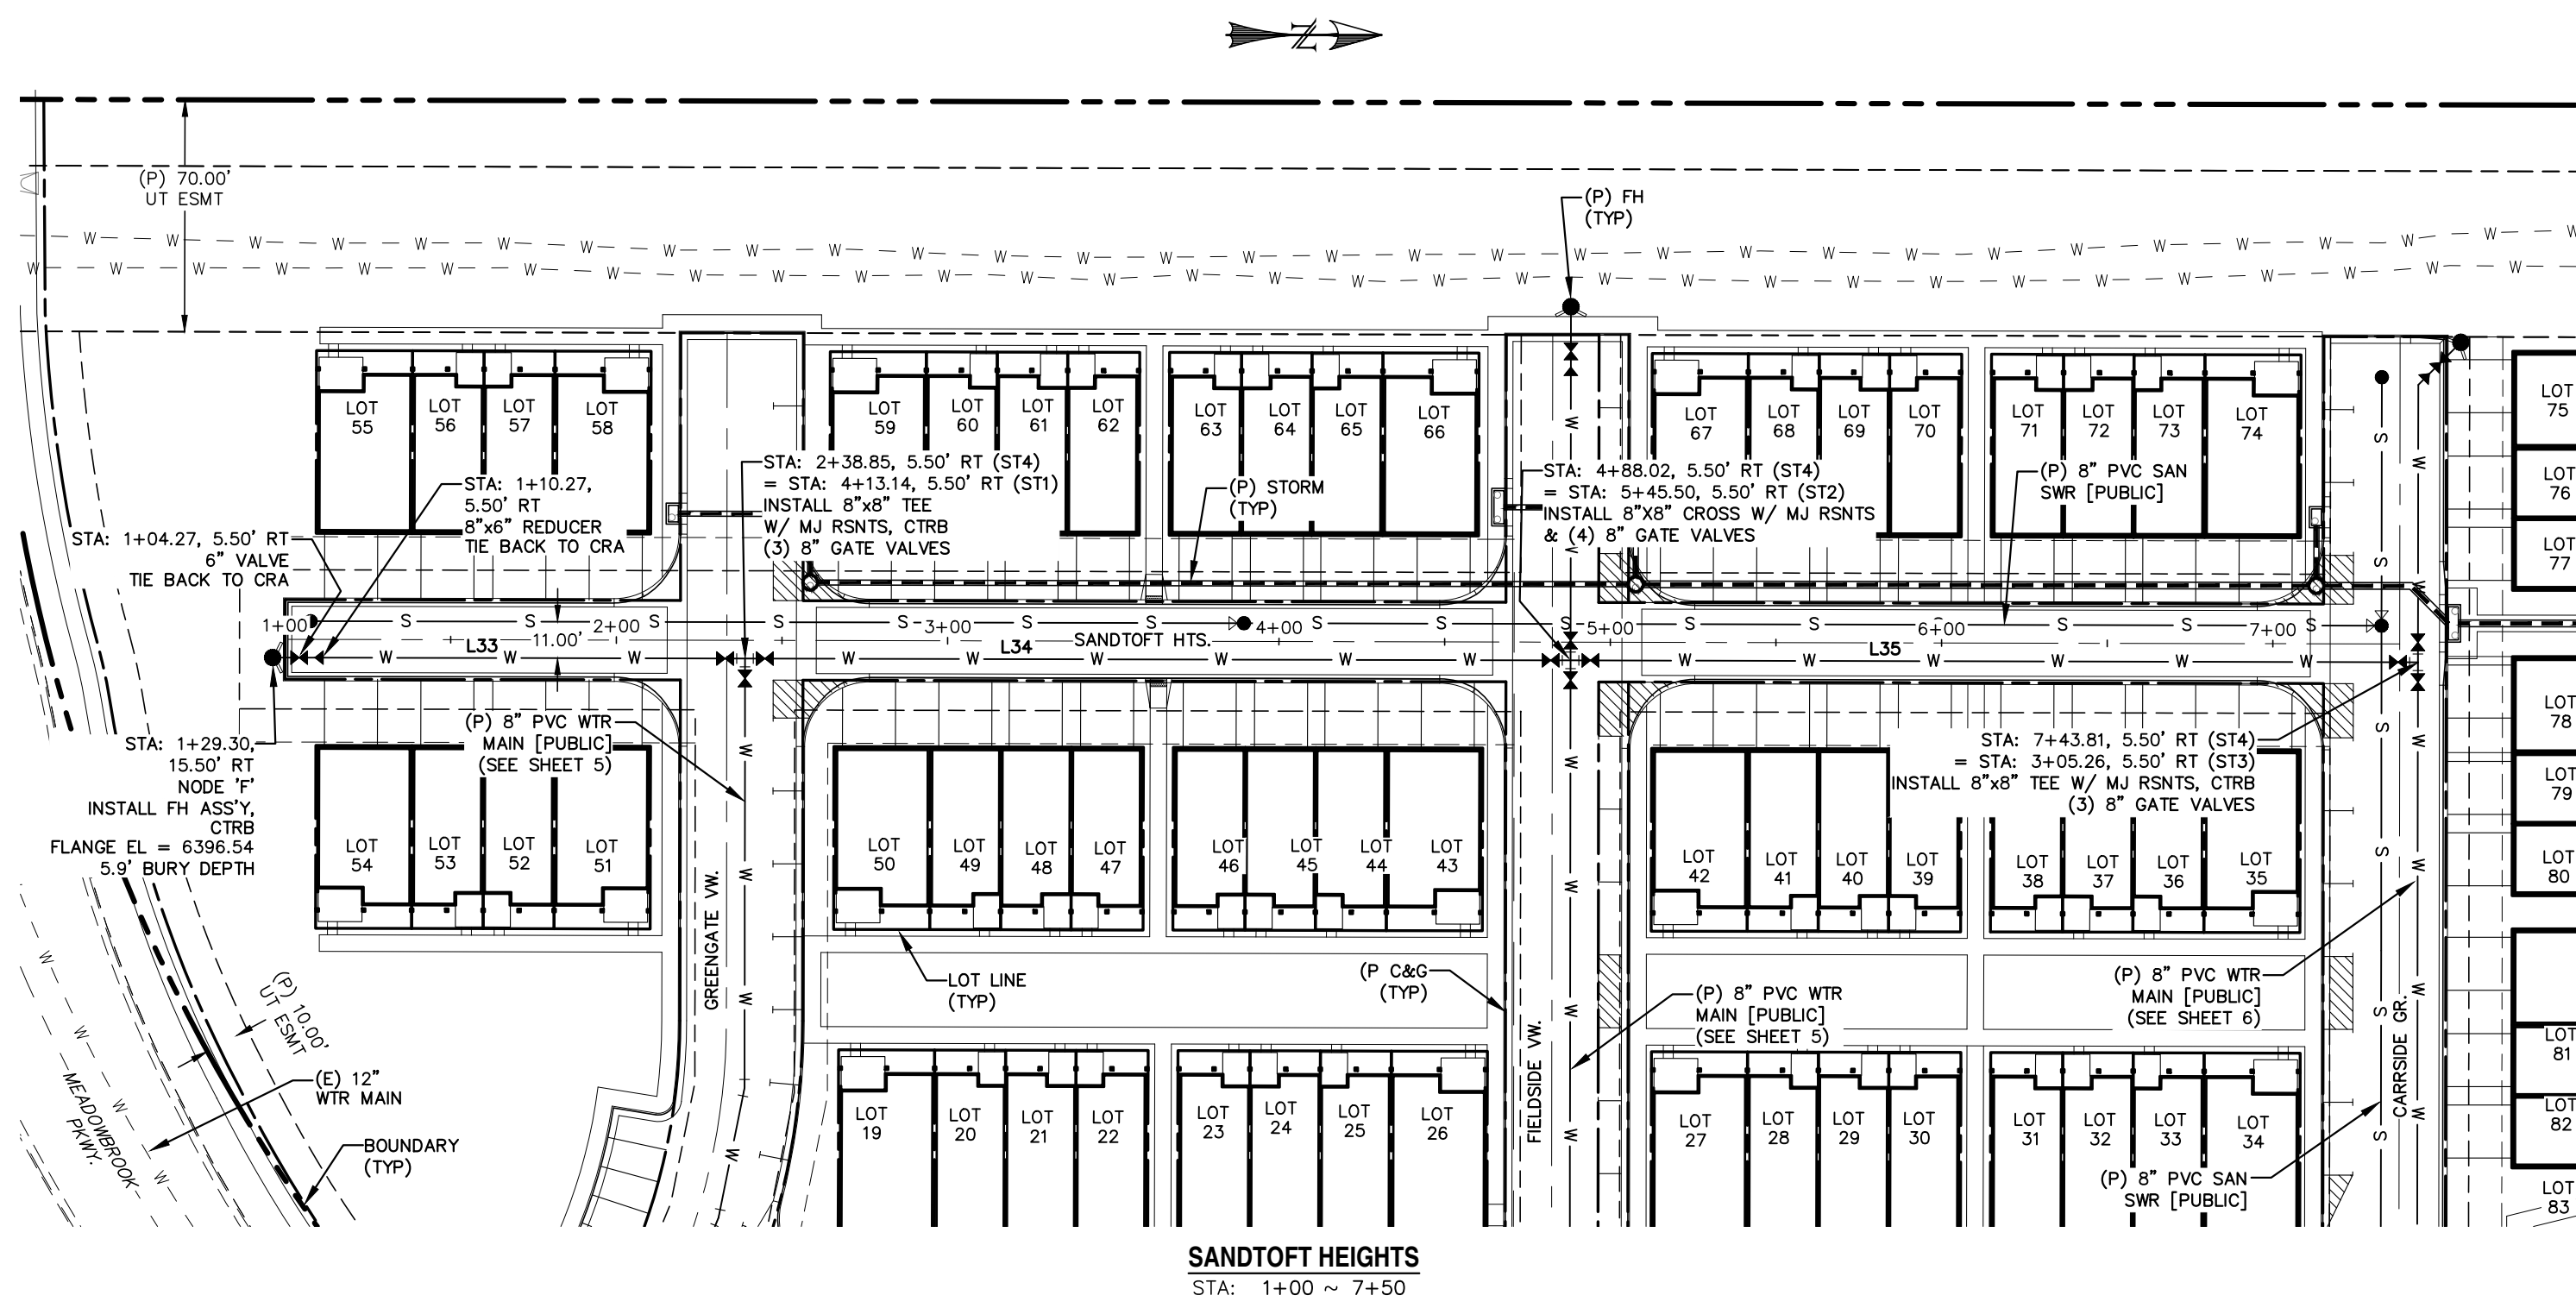 N
(P) 70.00'
UT ESMT
(P) FH
(TYP)
LOT
55
LOT
56
LOT
57
LOT
58
LOT
59
LOT
60
LOT
61
LOT
62
LOT
63
LOT
64
LOT
65
LOT
66
LOT
67
LOT
68
LOT
69
LOT
70
LOT
71
LOT
72
LOT
73
LOT
74
LOT
75
LOT
76
LOT
77
STA: 1+04.27, 5.50' RT
6" VALVE
TIE BACK TO CRA
STA: 1+10.27,
5.50' RT
8"x6" REDUCER
TIE BACK TO CRA
STA: 2+38.85, 5.50' RT (ST4)
= STA: 4+13.14, 5.50' RT (ST1)
INSTALL 8"x8" TEE
W/ MJ RSNTS, CTRB
(3) 8" GATE VALVES
(P) STORM
(TYP)
STA: 4+88.02, 5.50' RT (ST4)
= STA: 5+45.50, 5.50' RT (ST2)
INSTALL 8"X8" CROSS W/ MJ RSNTS
& (4) 8" GATE VALVES
(P) 8" PVC SAN
SWR [PUBLIC]
1+00
2+00
3+00
4+00
5+00
6+00
7+00
L33
11.00'
L34
SANDTOFT HTS.
L35
STA: 1+29.30,
15.50' RT
NODE 'F'
INSTALL FH ASS'Y,
CTRB
FLANGE EL = 6396.54
5.9' BURY DEPTH
(P) 8" PVC WTR
MAIN [PUBLIC]
(SEE SHEET 5)
STA: 7+43.81, 5.50' RT (ST4)
= STA: 3+05.26, 5.50' RT (ST3)
INSTALL 8"x8" TEE W/ MJ RSNTS, CTRB
(3) 8" GATE VALVES
LOT
54
LOT
53
LOT
52
LOT
51
LOT
50
LOT
49
LOT
48
LOT
47
LOT
46
LOT
45
LOT
44
LOT
43
LOT
42
LOT
41
LOT
40
LOT
39
LOT
38
LOT
37
LOT
36
LOT
35
LOT
78
LOT
79
LOT
80
GREENGATE VW.
LOT LINE
(TYP)
(P C&G
(TYP)
FIELDSIDE VW.
(P) 8" PVC WTR
MAIN [PUBLIC]
(SEE SHEET 5)
(P) 8" PVC WTR
MAIN [PUBLIC]
(SEE SHEET 6)
CARRSIDE GR.
(P) 10.00'
UT ESMT
(E) 12"
WTR MAIN
MEADOWBROOK
PKWY.
BOUNDARY
(TYP)
LOT
19
LOT
20
LOT
21
LOT
22
LOT
23
LOT
24
LOT
25
LOT
26
LOT
27
LOT
28
LOT
29
LOT
30
LOT
31
LOT
32
LOT
33
LOT
34
LOT
81
LOT
82
LOT
83
(P) 8" PVC SAN
SWR [PUBLIC]
SANDTOFT HEIGHTS
STA: 1+00 ~ 7+50